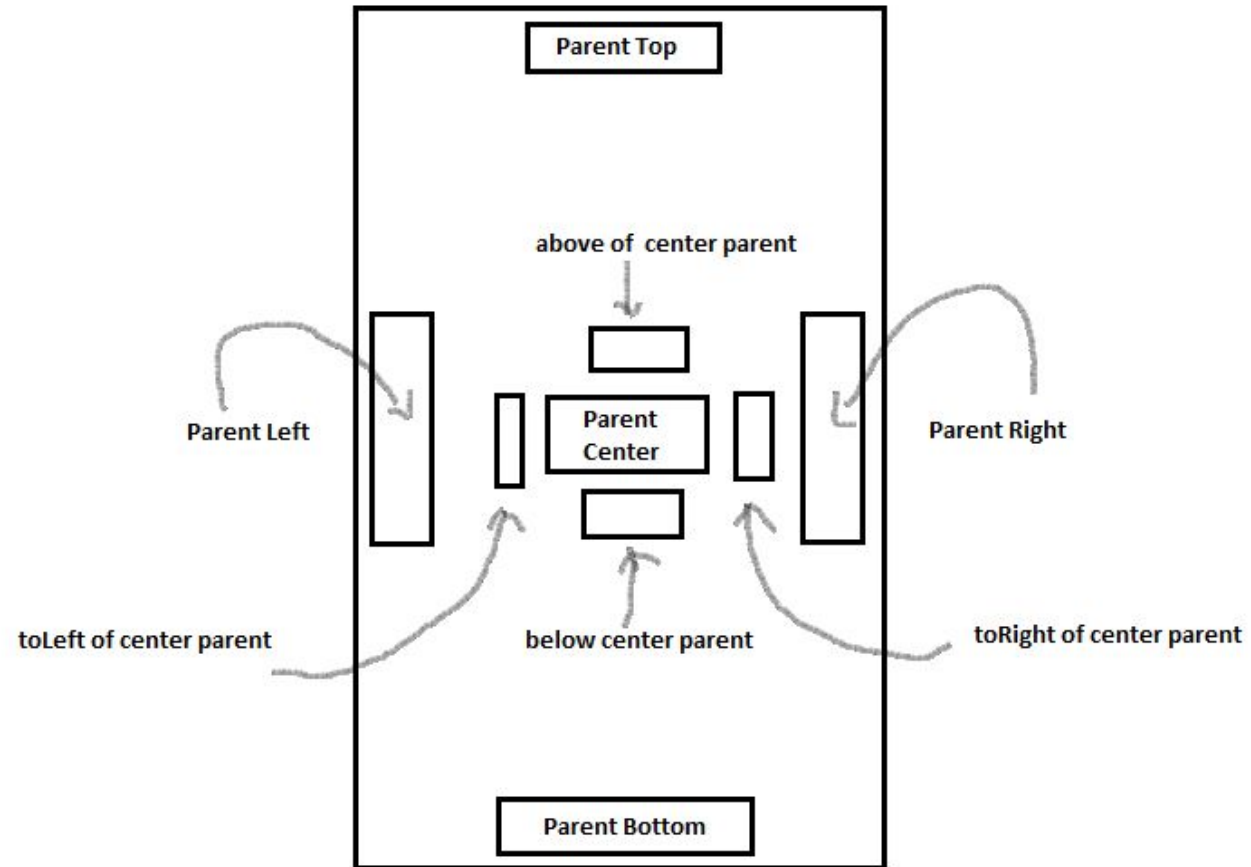 Parent Top
above of  center parent
Parent Left
Parent
Center
Parent Right
toLeft of center parent
below center parent
toRight of center parent
Parent Bottom